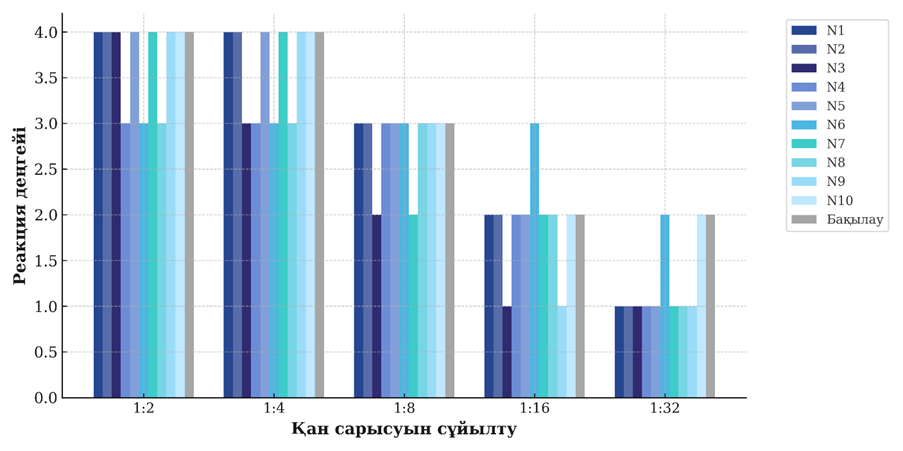 Реакция деңгейі
4.0
3.5
3.0
2.5
2.0
1.5
1.0
0.5
0.0
1:2
1:4
1:8
1:16
1:32
Қан сарысуын сұйылту
N1
N2
N3
N4
N5
N6
N7
N8
N9
N10
Бақылау